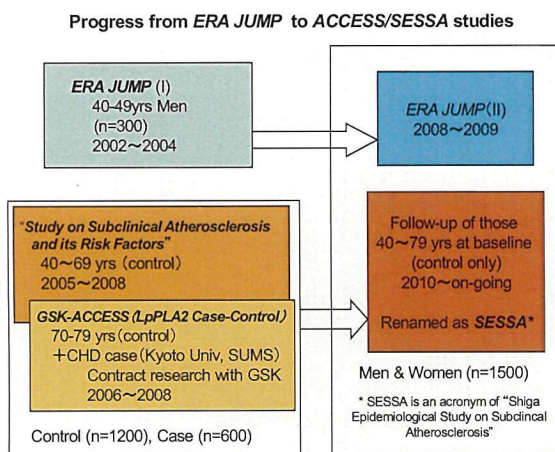 Progress from ERA JUMP to ACCESS/SESSA studies
ERA JUMP (I)
40-49yrs Men
(n=300)
2002～2004
ERA JUMP(II)
2008～2009
"Study on Subclinical Atherosclerosis
and its Risk Factors"
40～69 yrs (control)
2005～2008
GSK-ACCESS (LpPLA2 Case-Control)
70-79 yrs(control)
＋CHD case(Kyoto Univ, SUMS)
Contract research with GSK
2006～2008
Control (n=1200), Case (n=600)
Follow-up of those
40～79 yrs at baseline
(control only)
2010～on-going
Renamed as SESSA*
Men & Women (n=1500)
* SESSA is an acronym of "Shiga
Epidemiological Study on Subclincal
Atherosclerosis"